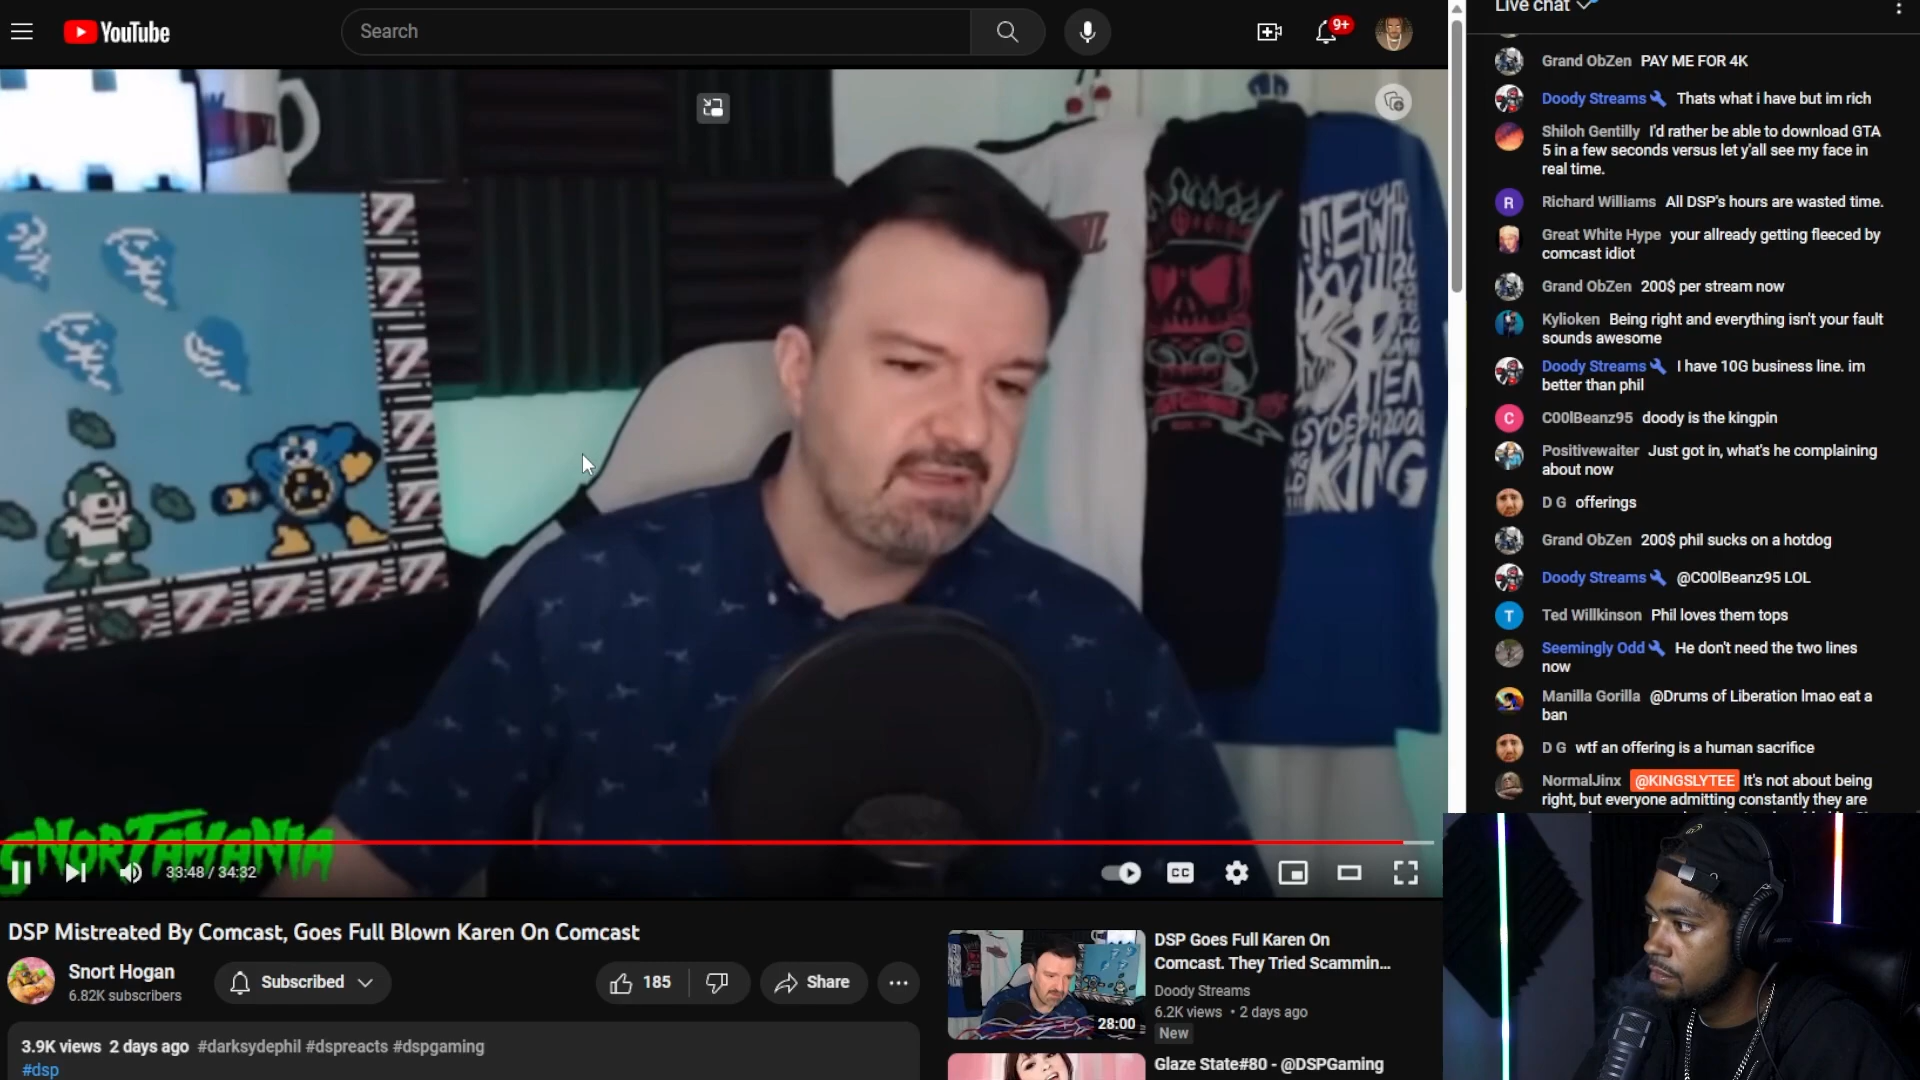 YouTube
Search
9+
KING
SNORTAMANIA
33:48 / 34:32
CC
DSP Mistreated By Comcast, Goes Full Blown Karen On Comcast
Snort Hogan
6.82K subscribers
Subscribed
185
Share
3.9K views 2 days ago #darksydephil #dspreacts #dspgaming
#dsp
28:00
DSP Goes Full Karen On
Comcast. They Tried Scammin...
Doody Streams
6.2K views • 2 days ago
New
Glaze State#80 - @DSPGaming
Live chat
Grand ObZen PAY ME FOR 4K
Doody Streams Thats what i have but im rich
Shiloh Gentilly I'd rather be able to download GTA
5 in a few seconds versus let y'all see my face in
real time.
R
Richard Williams All DSP's hours are wasted time.
Great White Hype your allready getting fleeced by
comcast idiot
Grand ObZen 200$ per stream now
Kylioken Being right and everything isn't your fault
sounds awesome
Doody Streams I have 10G business line. im
better than phil
C
C00lBeanz95 doody is the kingpin
Positivewaiter Just got in, what's he complaining
about now
D G offerings
Grand ObZen 200$ phil sucks on a hotdog
Doody Streams @C00lBeanz95 LOL
T
Ted Willkinson Phil loves them tops
Seemingly Odd He don't need the two lines
now
Manilla Gorilla @Drums of Liberation lmao eat a
ban
D G wtf an offering is a human sacrifice
NormalJinx @KINGSLYTEE It's not about being
right, but everyone admitting constantly they are